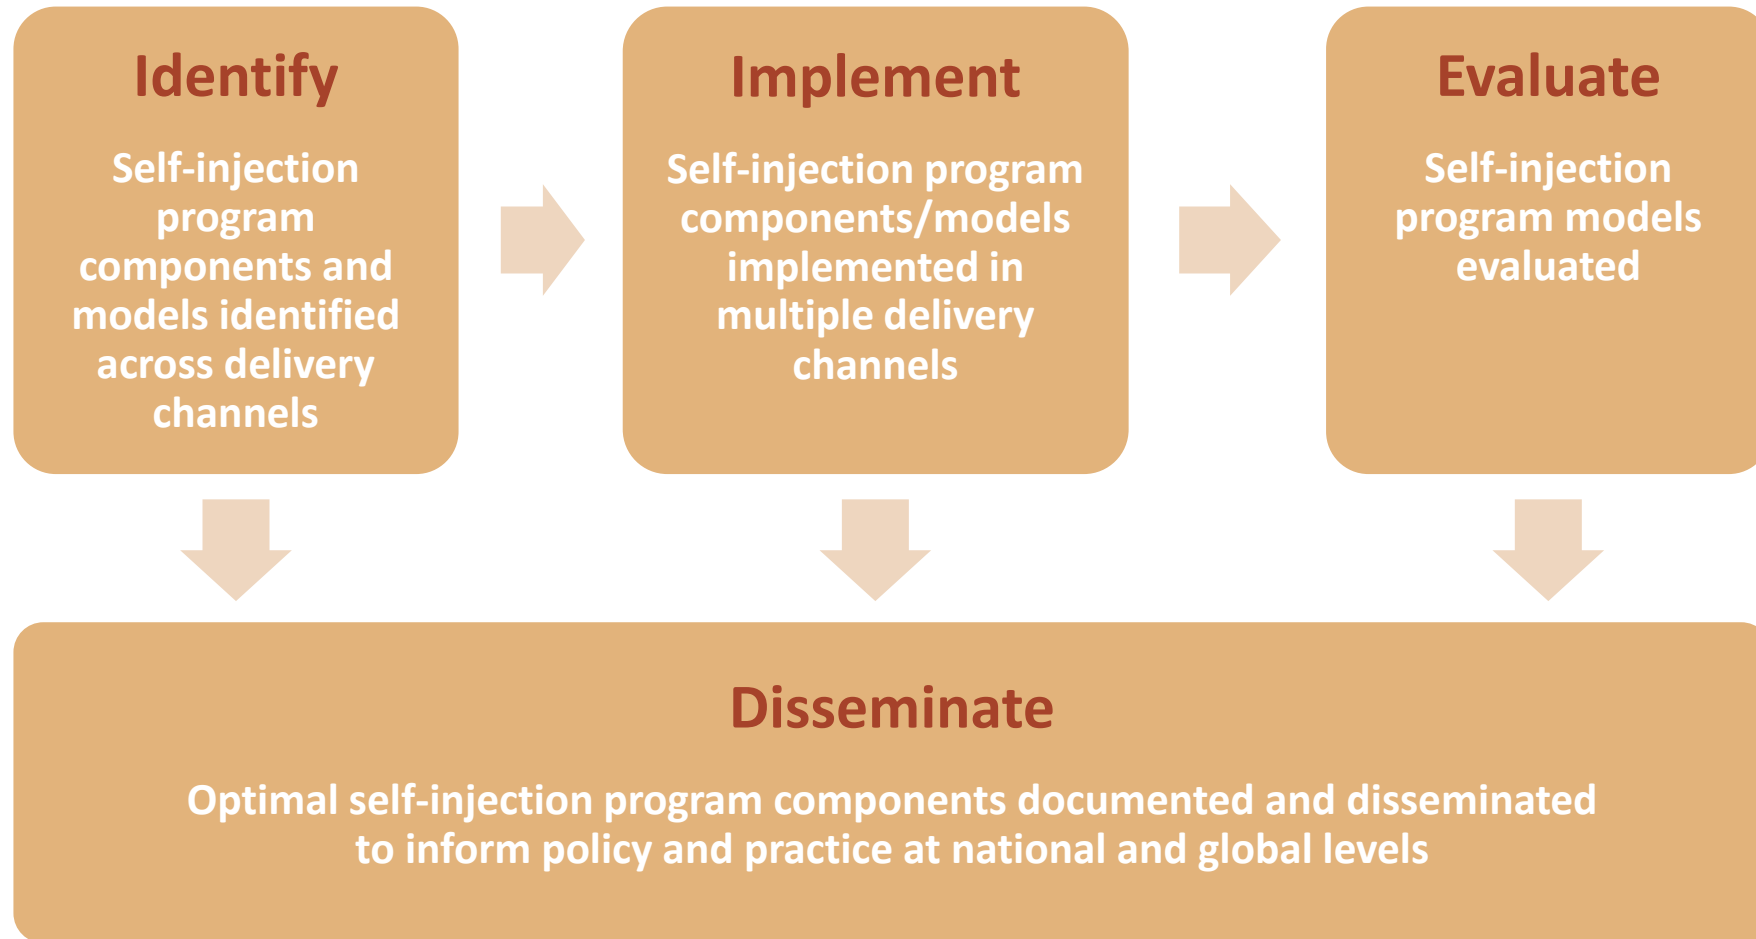 Identify
Self-injection
program
components and
models identified
across delivery
channels
Implement
Self-injection program
components/models
implemented in
multiple delivery
channels
Evaluate
Self-injection
program models
evaluated
Disseminate
Optimal self-injection program components documented and disseminated
to inform policy and practice at national and global levels